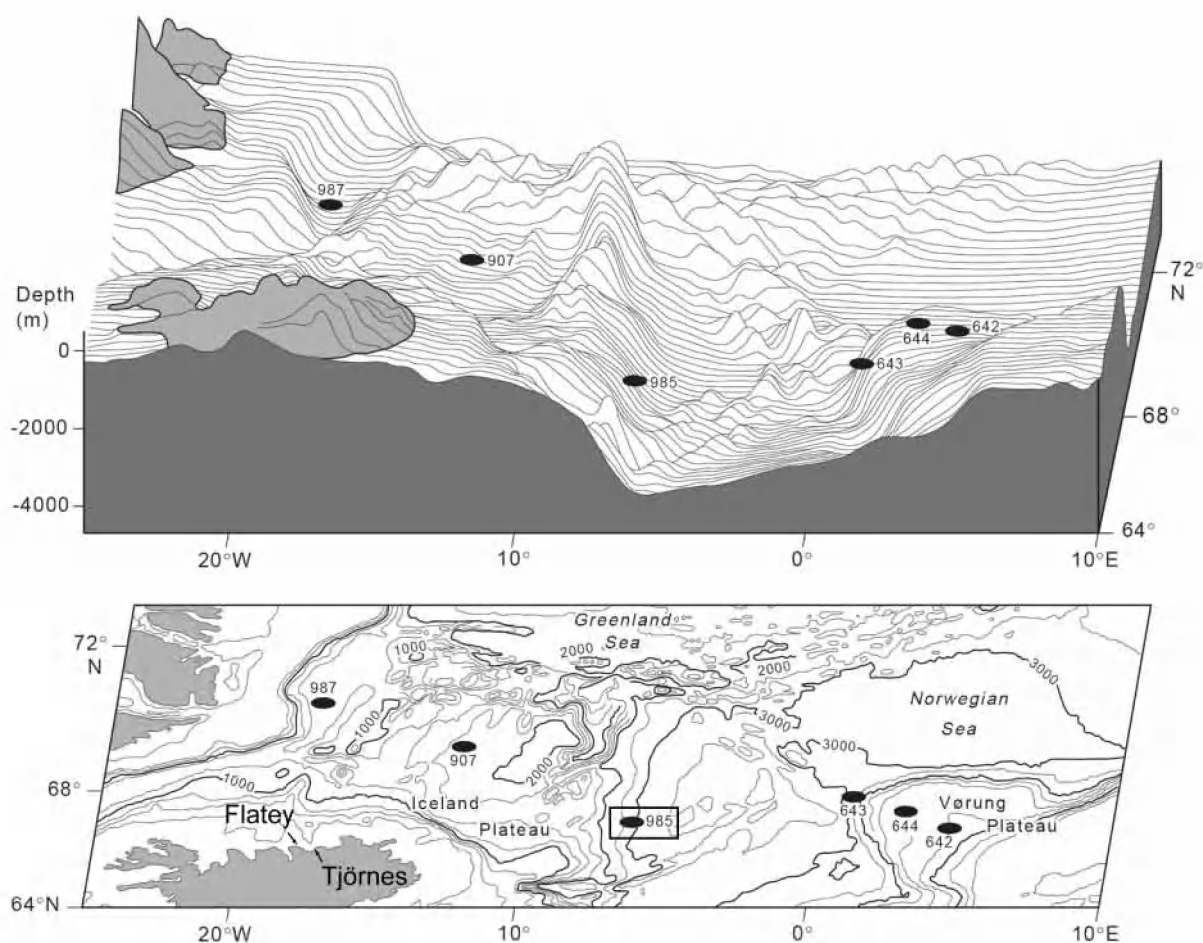 987
907
72°
N
Depth
(m)
0
642
644
643
985
-2000
68°
-4000
64°
20°W
10°
0°
10°E
Greenland
Sea
72°
N
1000
2000
2000
3000
987
Norwegian
Sea
1000
3000
3000
907
2000
68°
1000
Iceland
Plateau
Flatey
985
643
644
642
Vørung
Plateau
Tjörnes
64°N
20°W
10°
0°
10°E